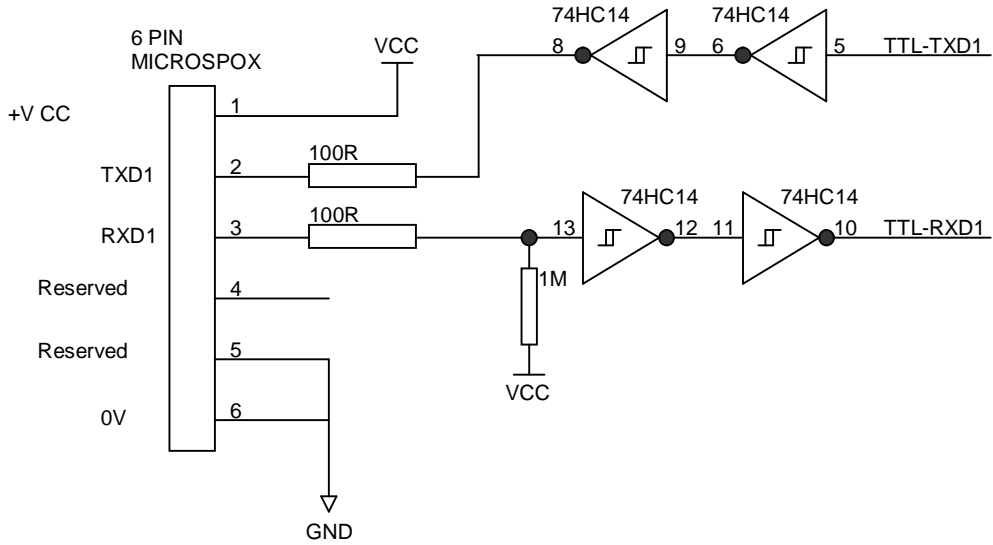 74HC14
74HC14
6 PIN
MICROSPOX
VCC
8
9
6
5
TTL-TXD1
+V CC
1
100R
TXD1
2
74HC14
74HC14
100R
RXD1
3
13
12
11
10
TTL-RXD1
Reserved
4
1M
Reserved
5
VCC
0V
6
GND